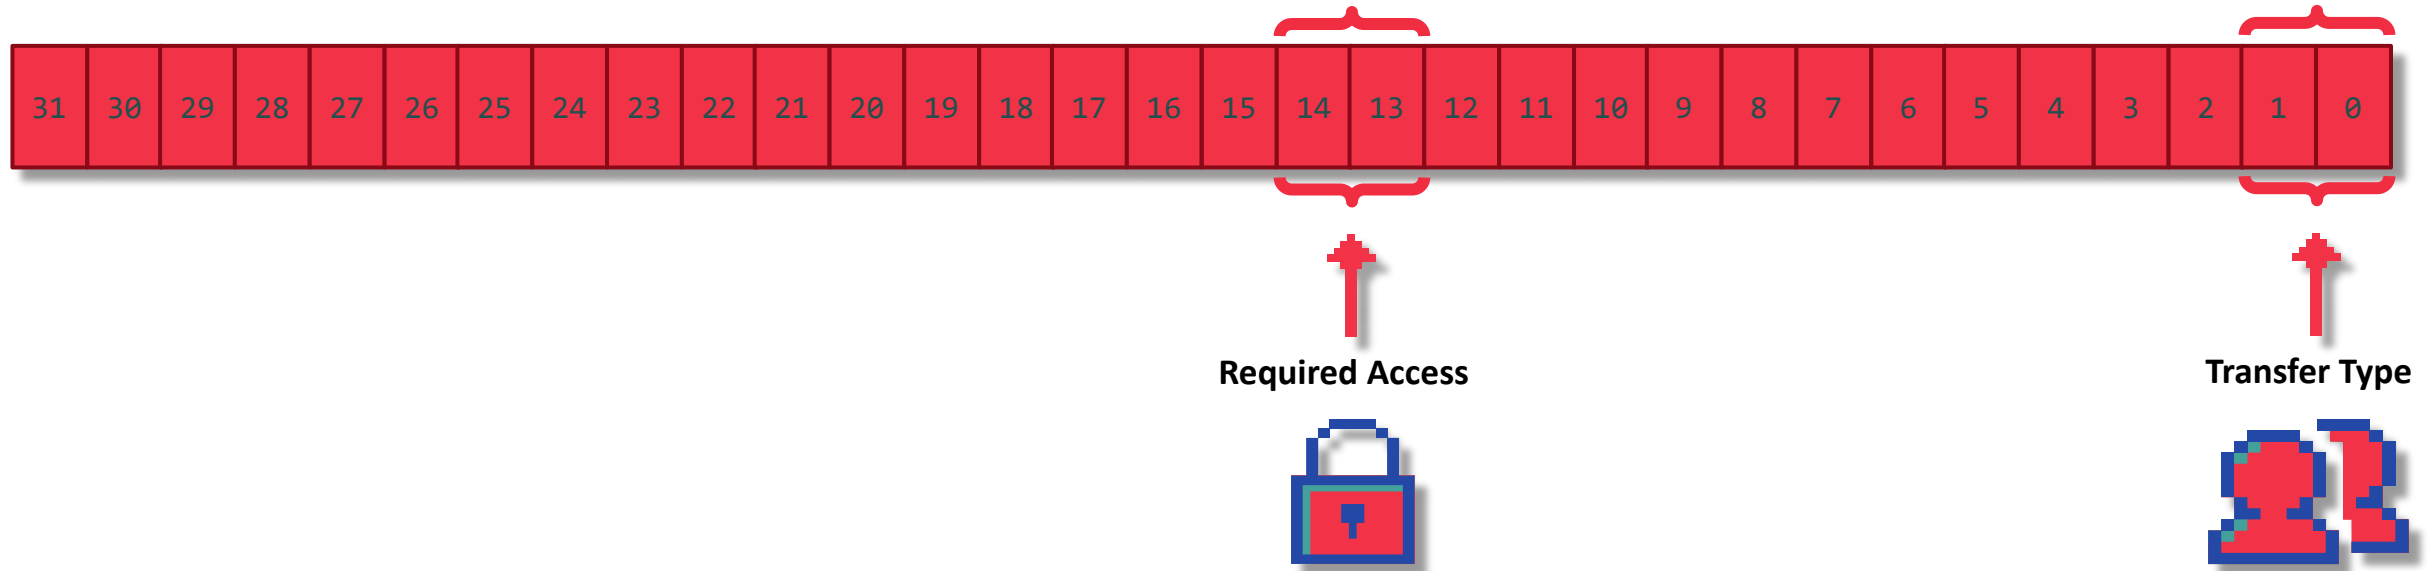 31 30 29 28 27 26 25 24 23 22 21 20 19 18 17 16 15 14 13 12 11 10 9 8 7 6 5 4 3 2 1 0
Required Access
Transfer Type